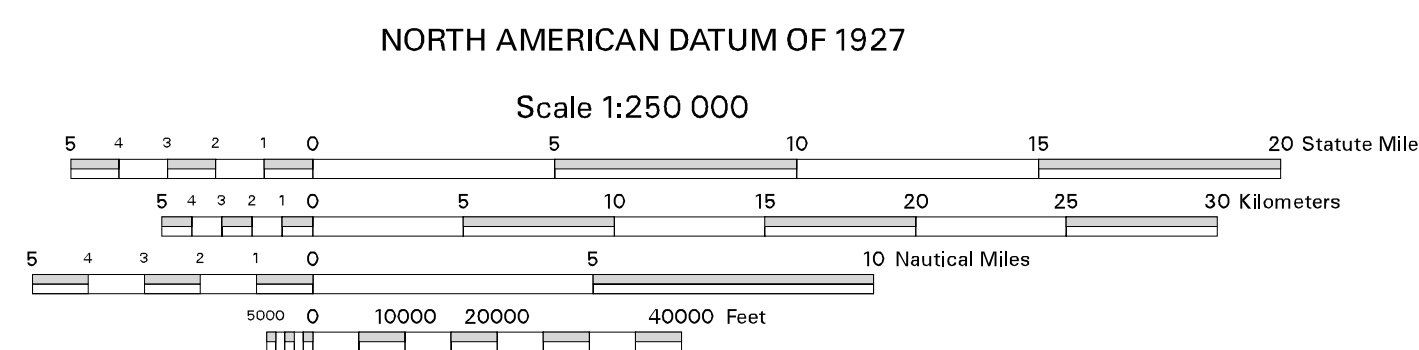 NORTH AMERICAN DATUM OF 1927
Scale 1:250 000
5 4 3 2 1 0 5 10 15 20 Statute Mile
5 4 3 2 1 0 5 10 15 20 25 30 Kilometers
5 4 3 2 1 0 5 10 Nautical Miles
5000 0 10000 20000 40000 Feet